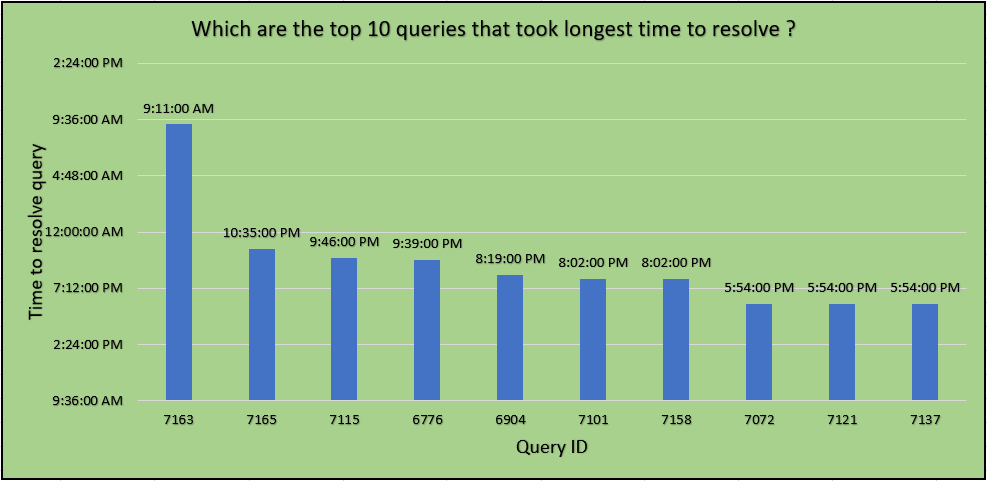 Which are the top 10 queries that took longest time to resolve ?
2:24:00 PM
9:36:00 AM
4:48:00 AM
12:00:00 AM
7:12:00 PM
2:24:00 PM
9:36:00 AM
Time to resolve query
9:11:00 AM
10:35:00 PM
9:46:00 PM
9:39:00 PM
8:19:00 PM
8:02:00 PM
8:02:00 PM
5:54:00 PM
5:54:00 PM
5:54:00 PM
7163 7165 7115 6776 6904 7101 7158 7072 7121 7137
Query ID